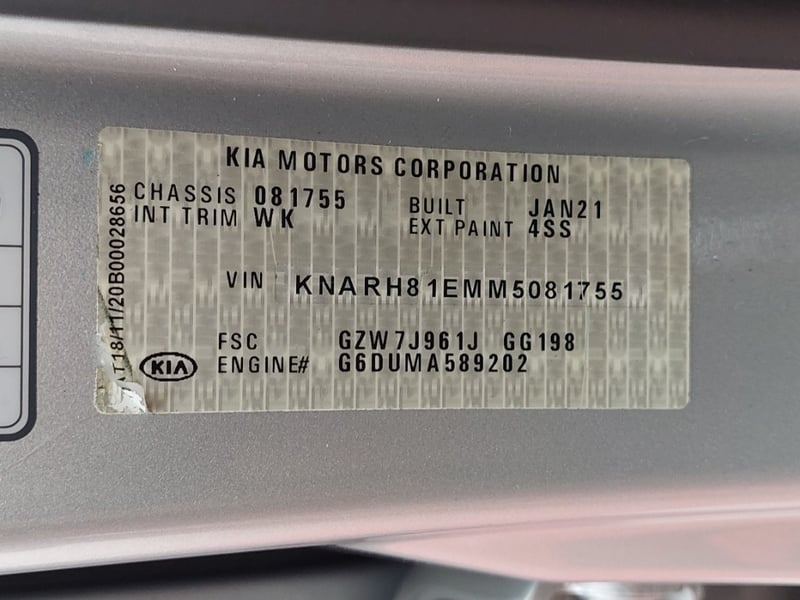 KIA MOTORS CORPORATION
CHASSIS 081755 BUILT JAN21
INT TRIM WK EXT PAINT 4SS
VIN KNARH81EMM5081755
FSC GZW7J961J GG198
KIA ENGINE# G6DUMA589202
T18/11/20B00028656